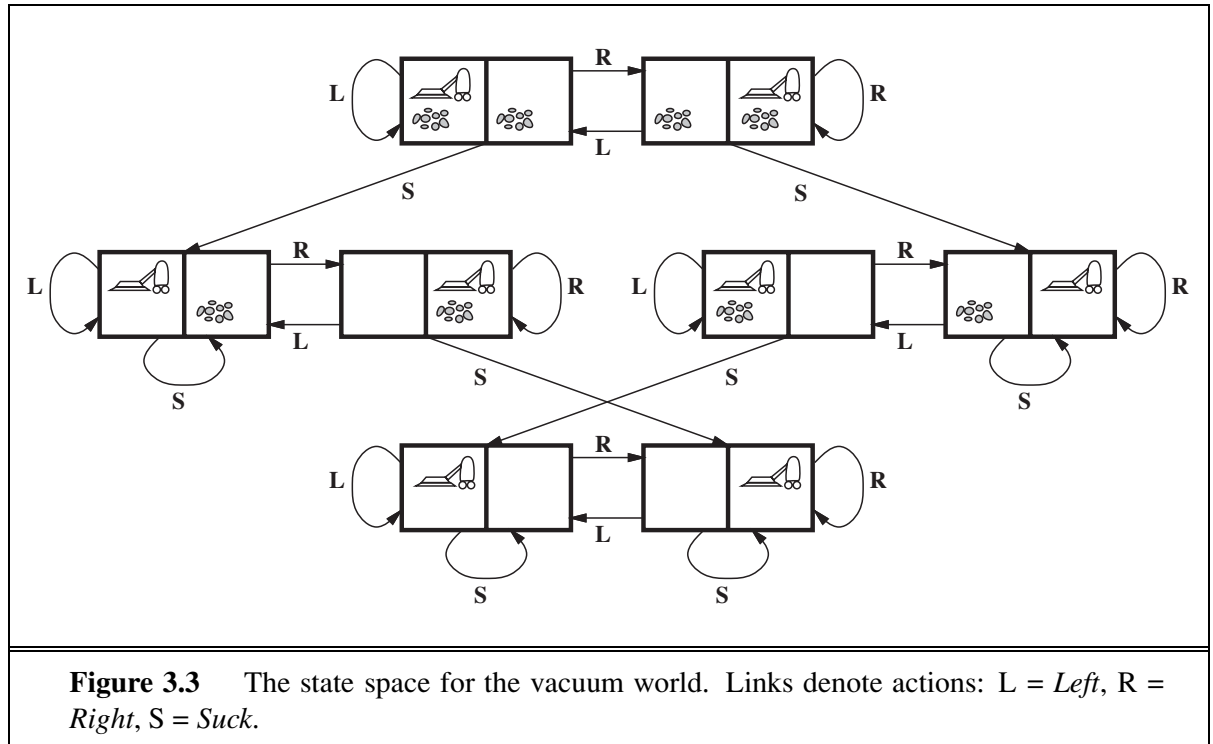 R
L R
L
S S
R R
L R L R
L L
S S S S
R
L R
L
S S
Figure 3.3 The state space for the vacuum world. Links denote actions: L = Left, R =
Right, S = Suck.